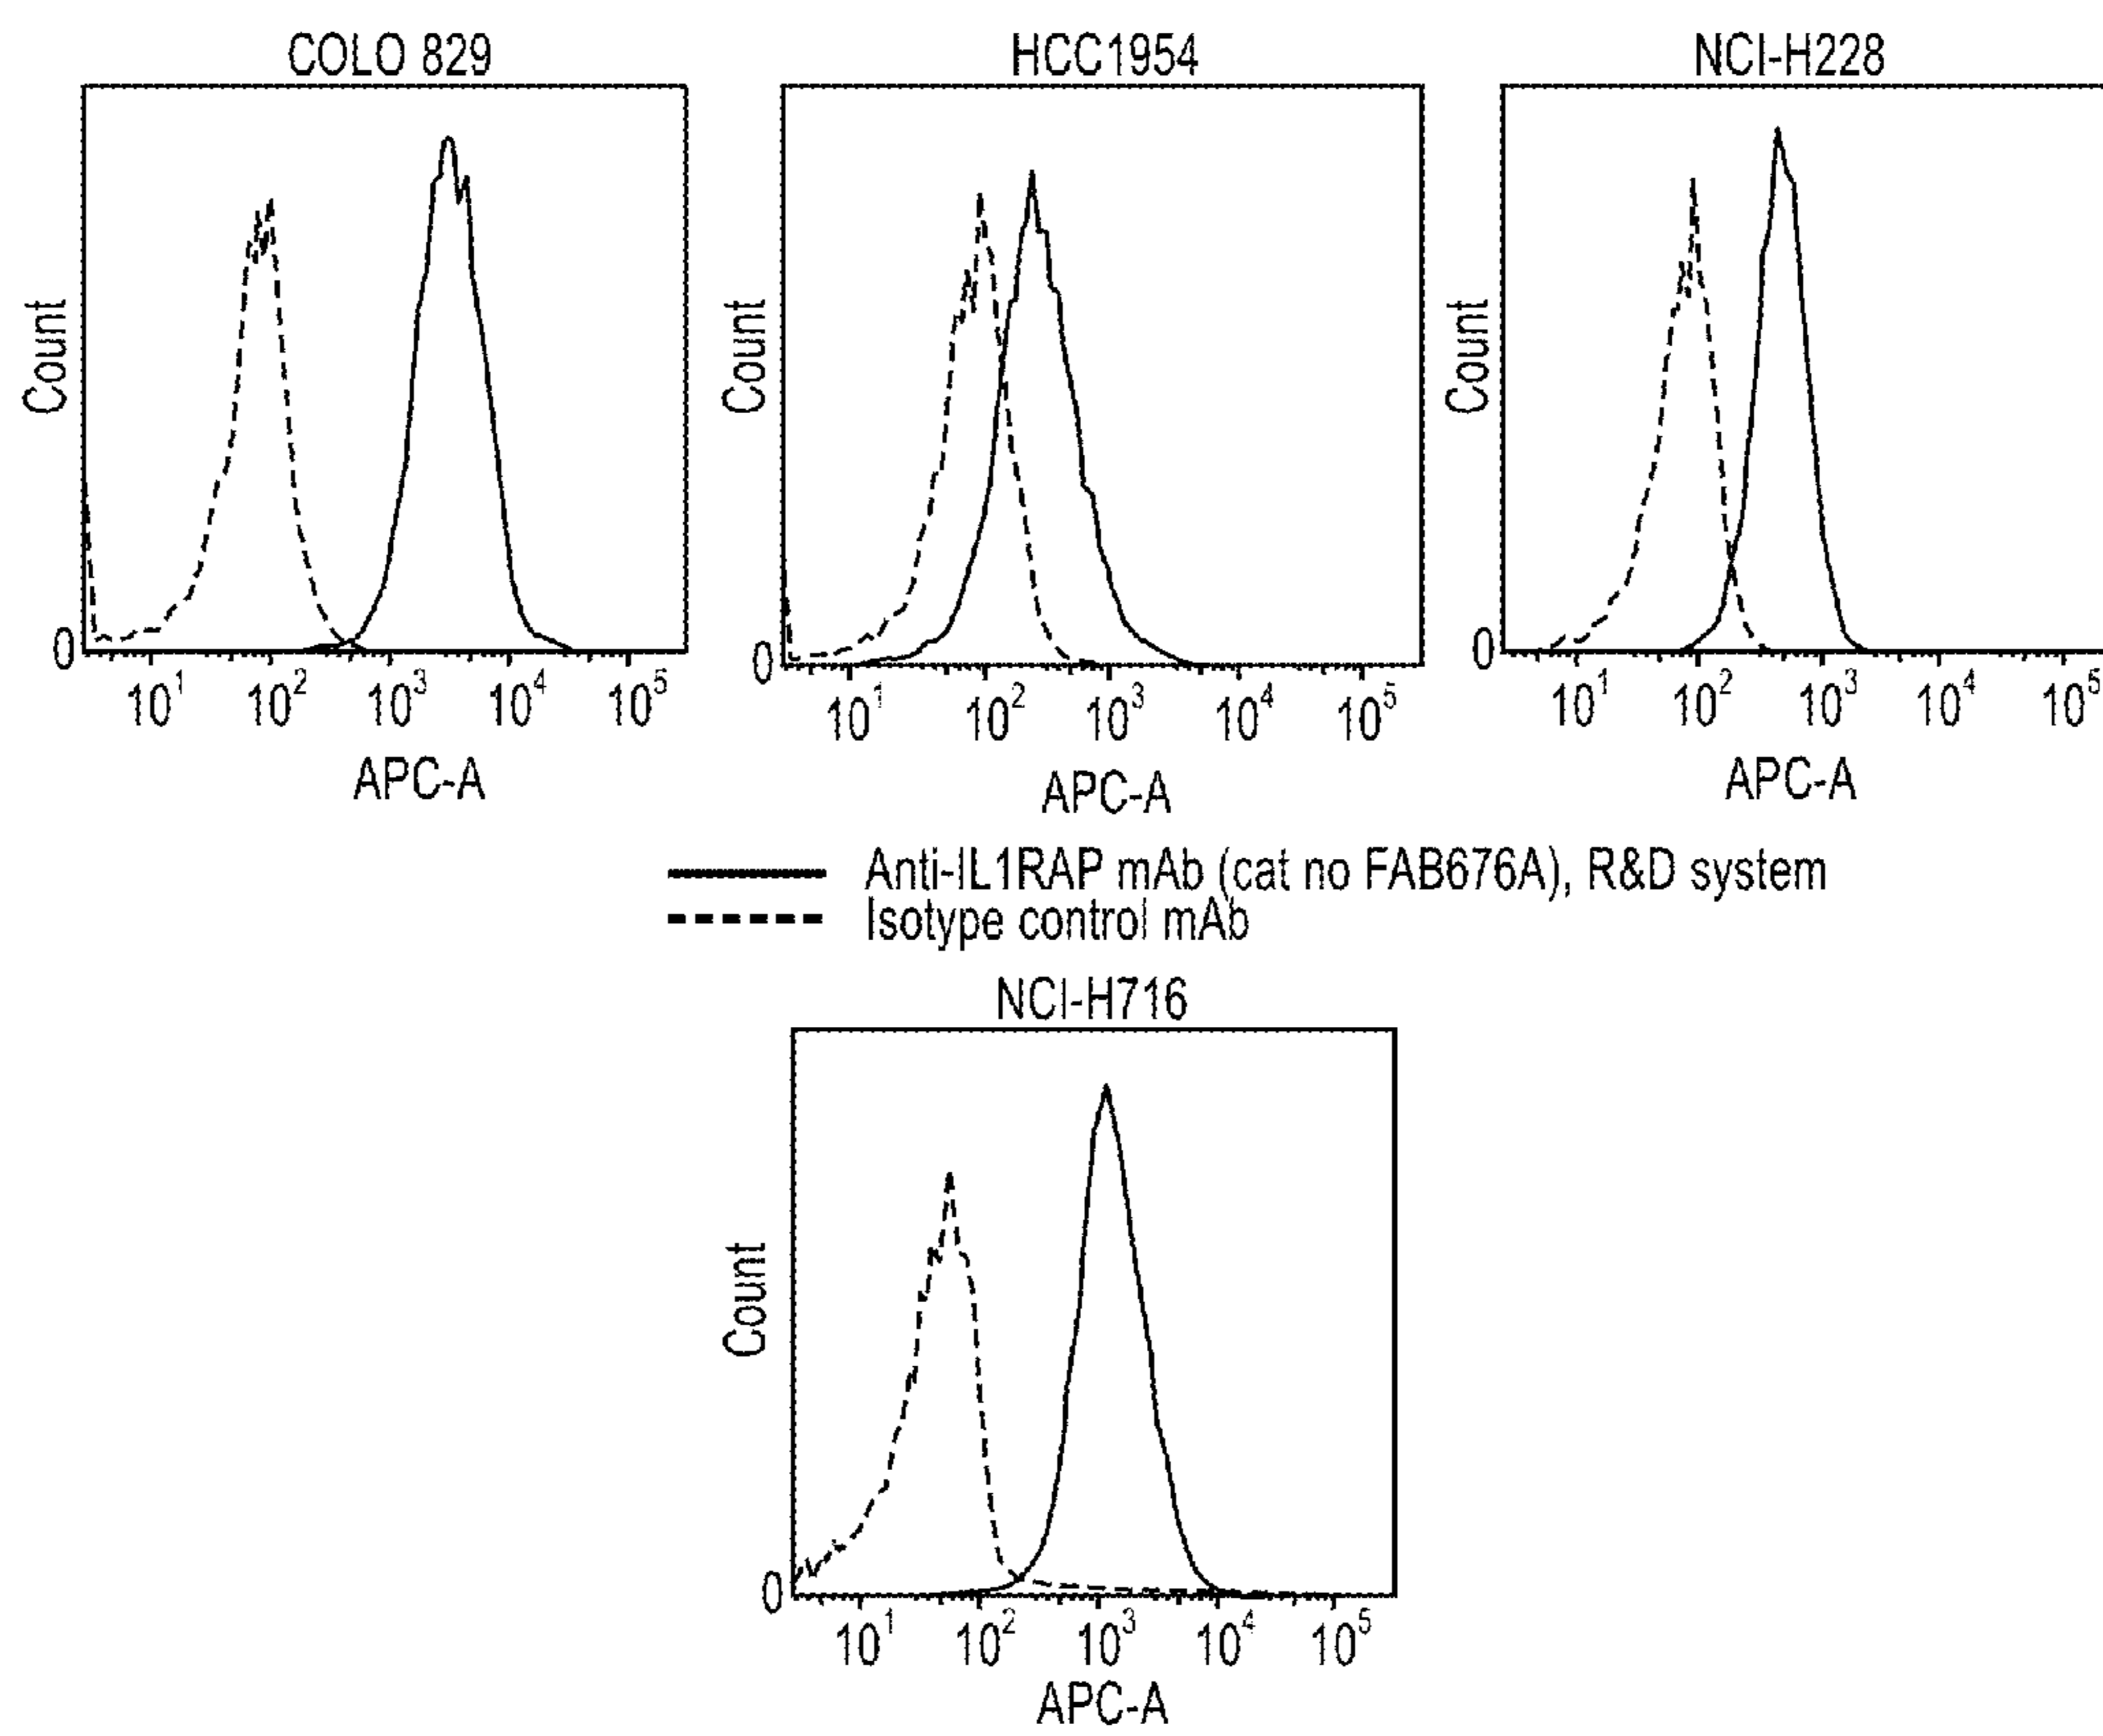 COLO 829
HCC1954
NCI-H228
Count
Count
Count
0
0
0
10¹ 10² 10³ 10⁴ 10⁵
10¹ 10² 10³ 10⁴ 10⁵
10¹ 10² 10³ 10⁴ 10⁵
APC-A
APC-A
APC-A
Anti-IL1RAP mAb (cat no FAB676A), R&D system
Isotype control mAb
NCI-H716
Count
0
10¹ 10² 10³ 10⁴ 10⁵
APC-A